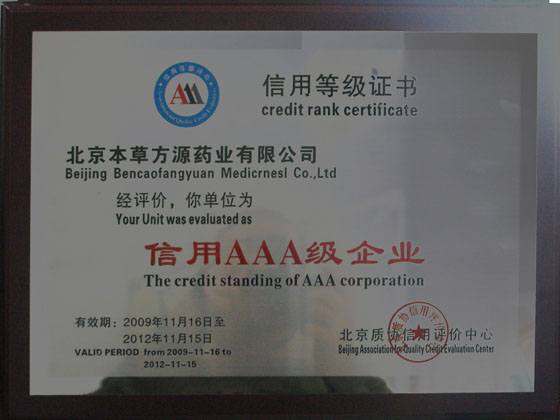 信用等级证书
credit rank certificate
北京本草方源药业有限公司
Beijing Bencaofangyuan Medicrnesl Co.,Ltd
经评价，你单位为
Your Unit was evaluated as
信用AAA级企业
The credit standing of AAA corporation
有效期：2009年11月16日至
2012年11月15日
VALID PERIOD from 2009-11-16 to
2012-11-15
北京质协信用评价中心
Beijing Association for Quality Credit Evaluation Center